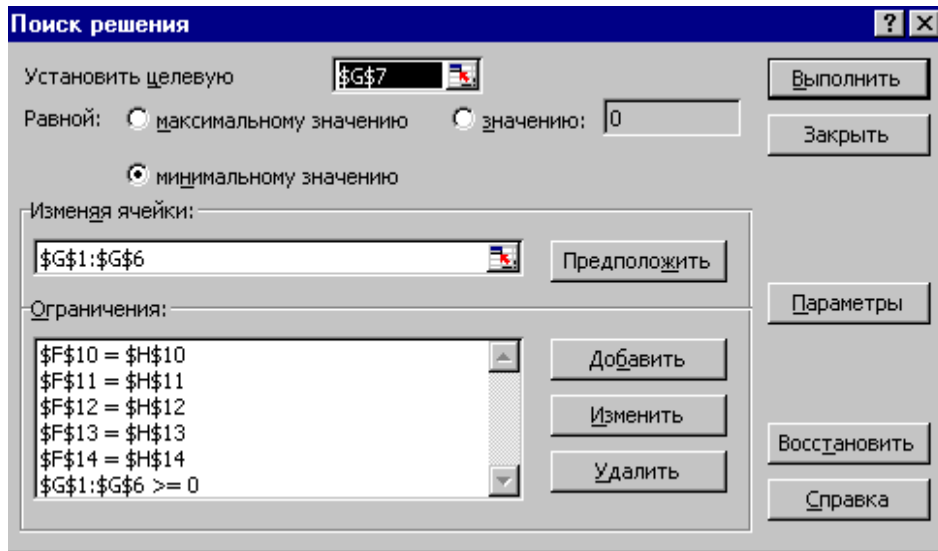 Поиск решения
Установить целевую $G$7
Выполнить
Равной: максимальному значению значению: 0
Закрыть
минимальному значению
Изменяя ячейки:
$G$1:$G$6 Предположить
Параметры
Ограничения:
$F$10 = $H$10
$F$11 = $H$11
$F$12 = $H$12
$F$13 = $H$13
$F$14 = $H$14
$G$1:$G$6 >= 0
Добавить
Изменить
Удалить
Восстановить
Справка